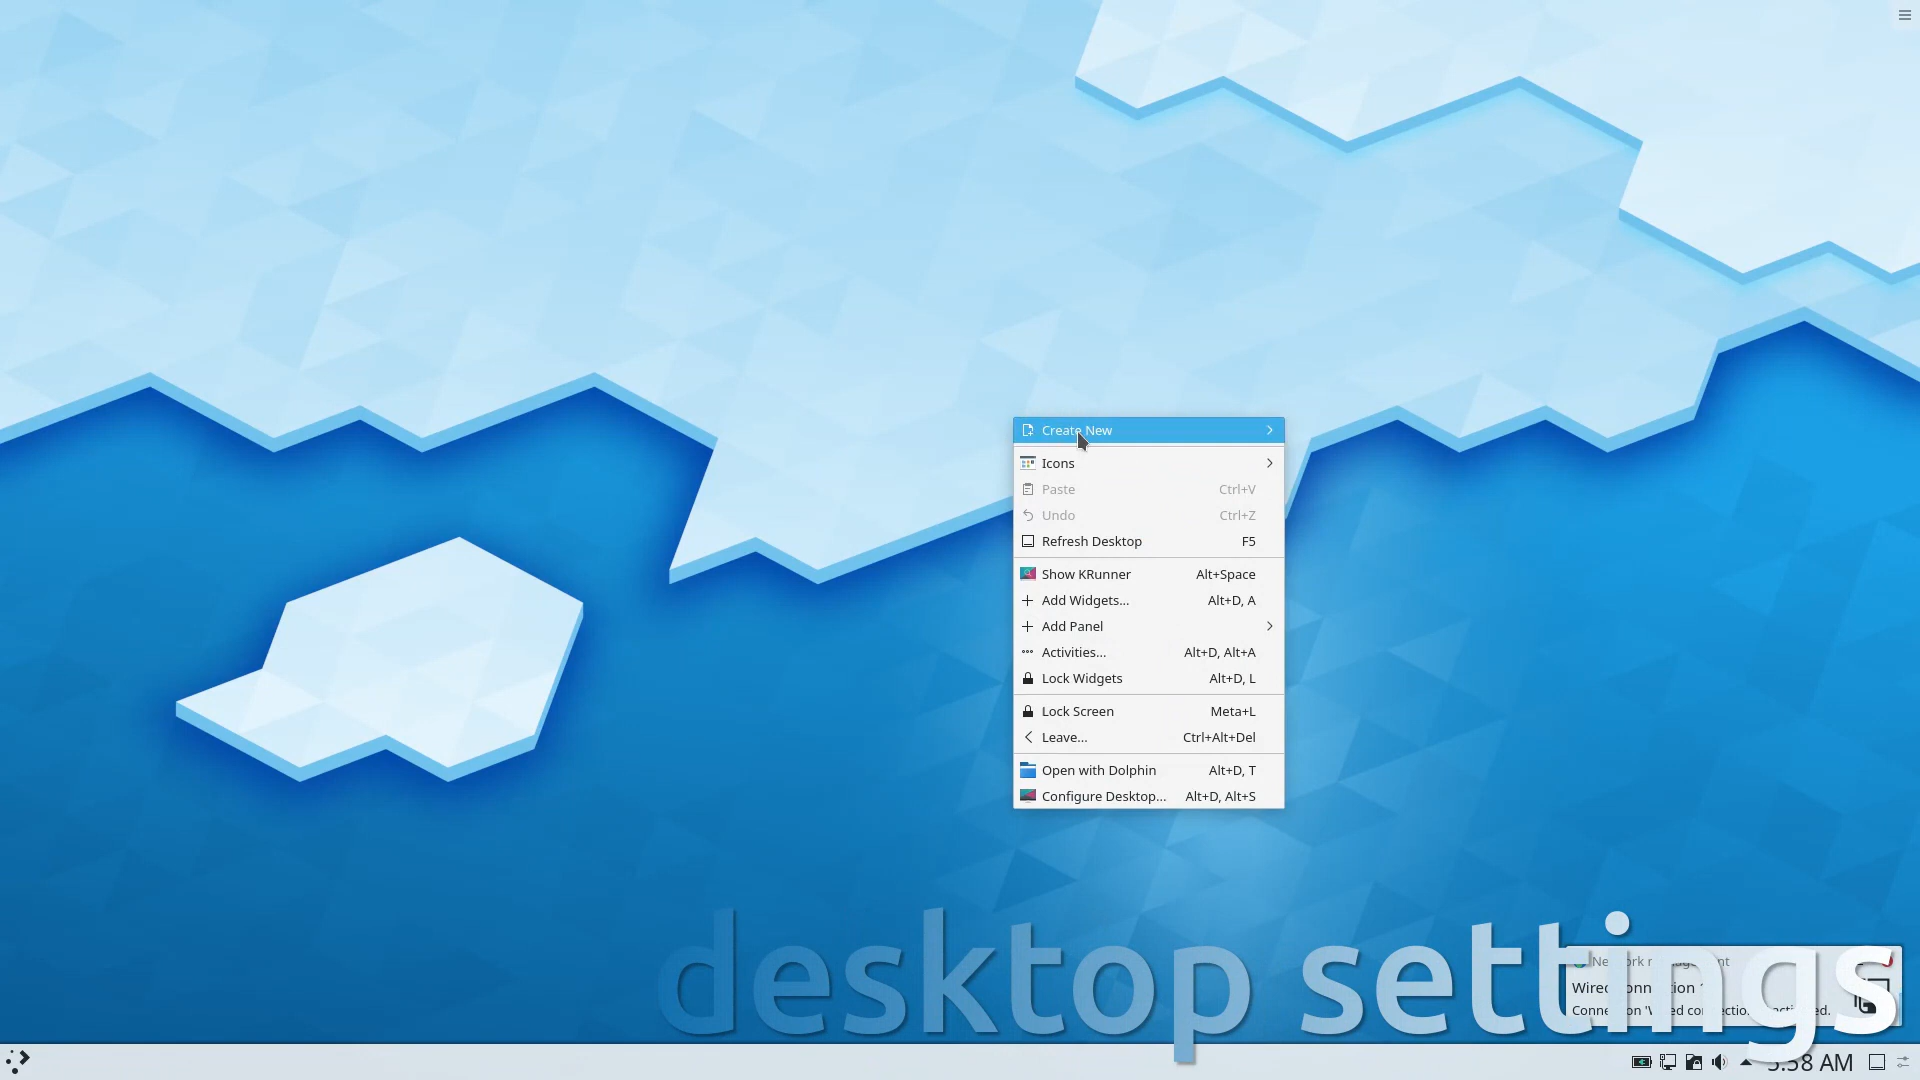 Create New
Icons
Paste Ctrl+V
Undo Ctrl+Z
Refresh Desktop F5
Show KRunner Alt+Space
Add Widgets... Alt+D, A
Add Panel
Activities... Alt+D, Alt+A
Lock Widgets Alt+D, L
Lock Screen Meta+L
Leave... Ctrl+Alt+Del
Open with Dolphin Alt+D, T
Configure Desktop... Alt+D, Alt+S
desktop settings
AM